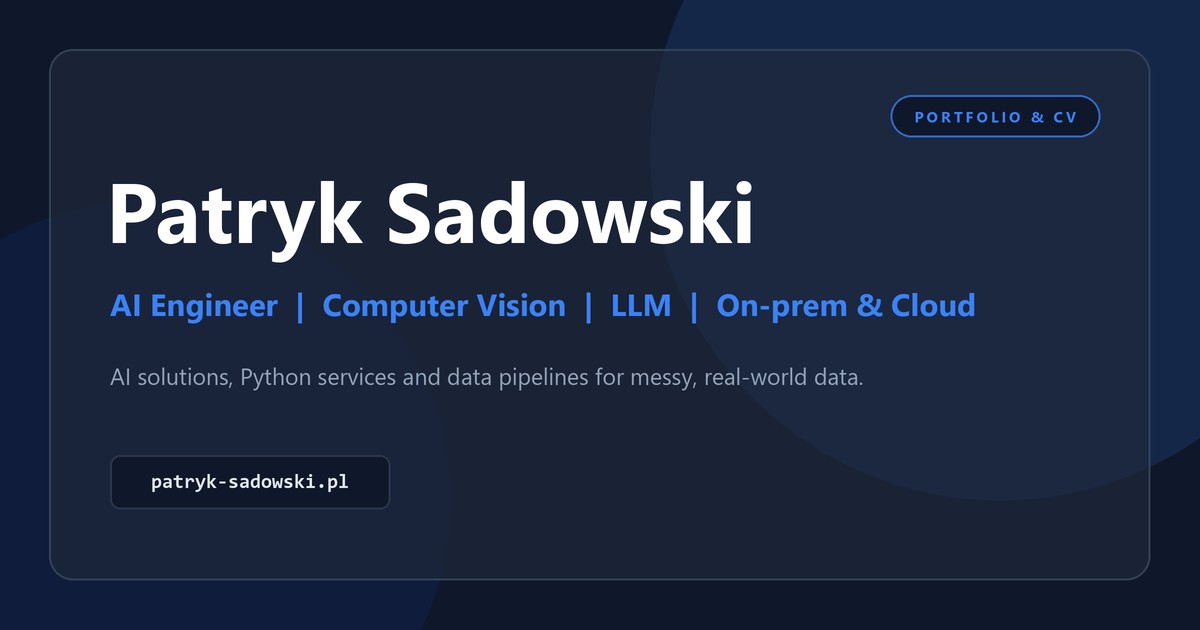 PORTFOLIO & CV
Patryk Sadowski
AI Engineer | Computer Vision | LLM | On-prem & Cloud
AI solutions, Python services and data pipelines for messy, real-world data.
patryk-sadowski.pl